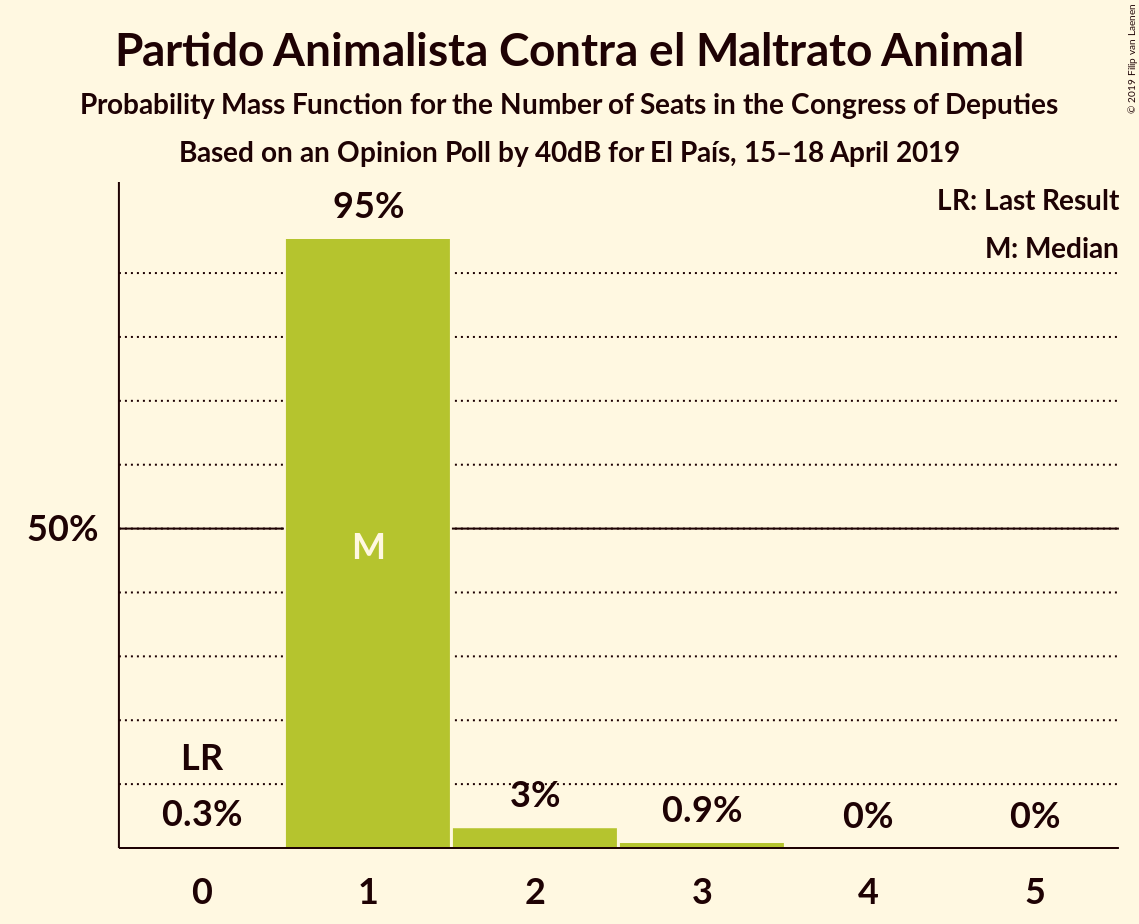 Partido Animalista Contra el Maltrato Animal
Probability Mass Function for the Number of Seats in the Congress of Deputies
Based on an Opinion Poll by 40dB for El País, 15–18 April 2019
© 2019 Filip van Laenen
LR: Last Result
M: Median
95%
50%
M
LR
0.3%
3%
0.9%
0%
0%
0
1
2
3
4
5